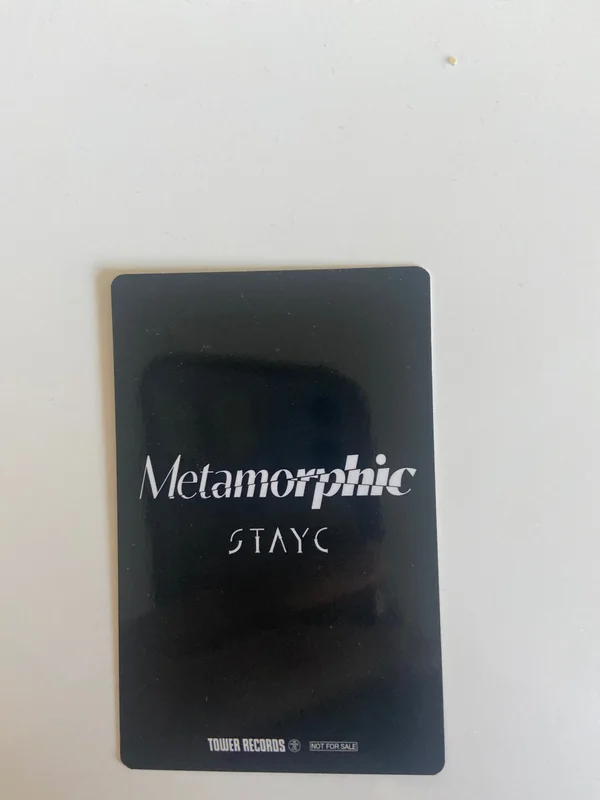 Metamorphic
STAYC
TOWER RECORDS NOT FOR SALE